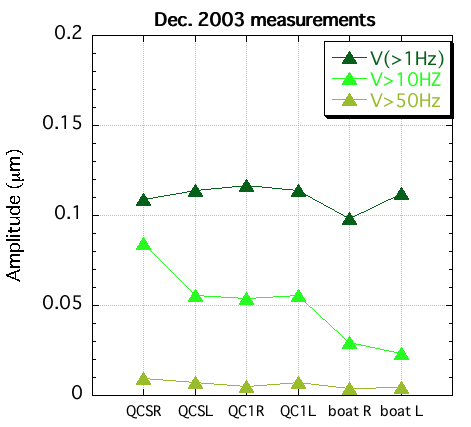 Dec. 2003 measurements
0.2
V(>1Hz)
V>10HZ
V>50Hz
0.15
Amplitude (μm)
0.1
0.05
0
QCSR QCSL QC1R QC1L boat R boat L